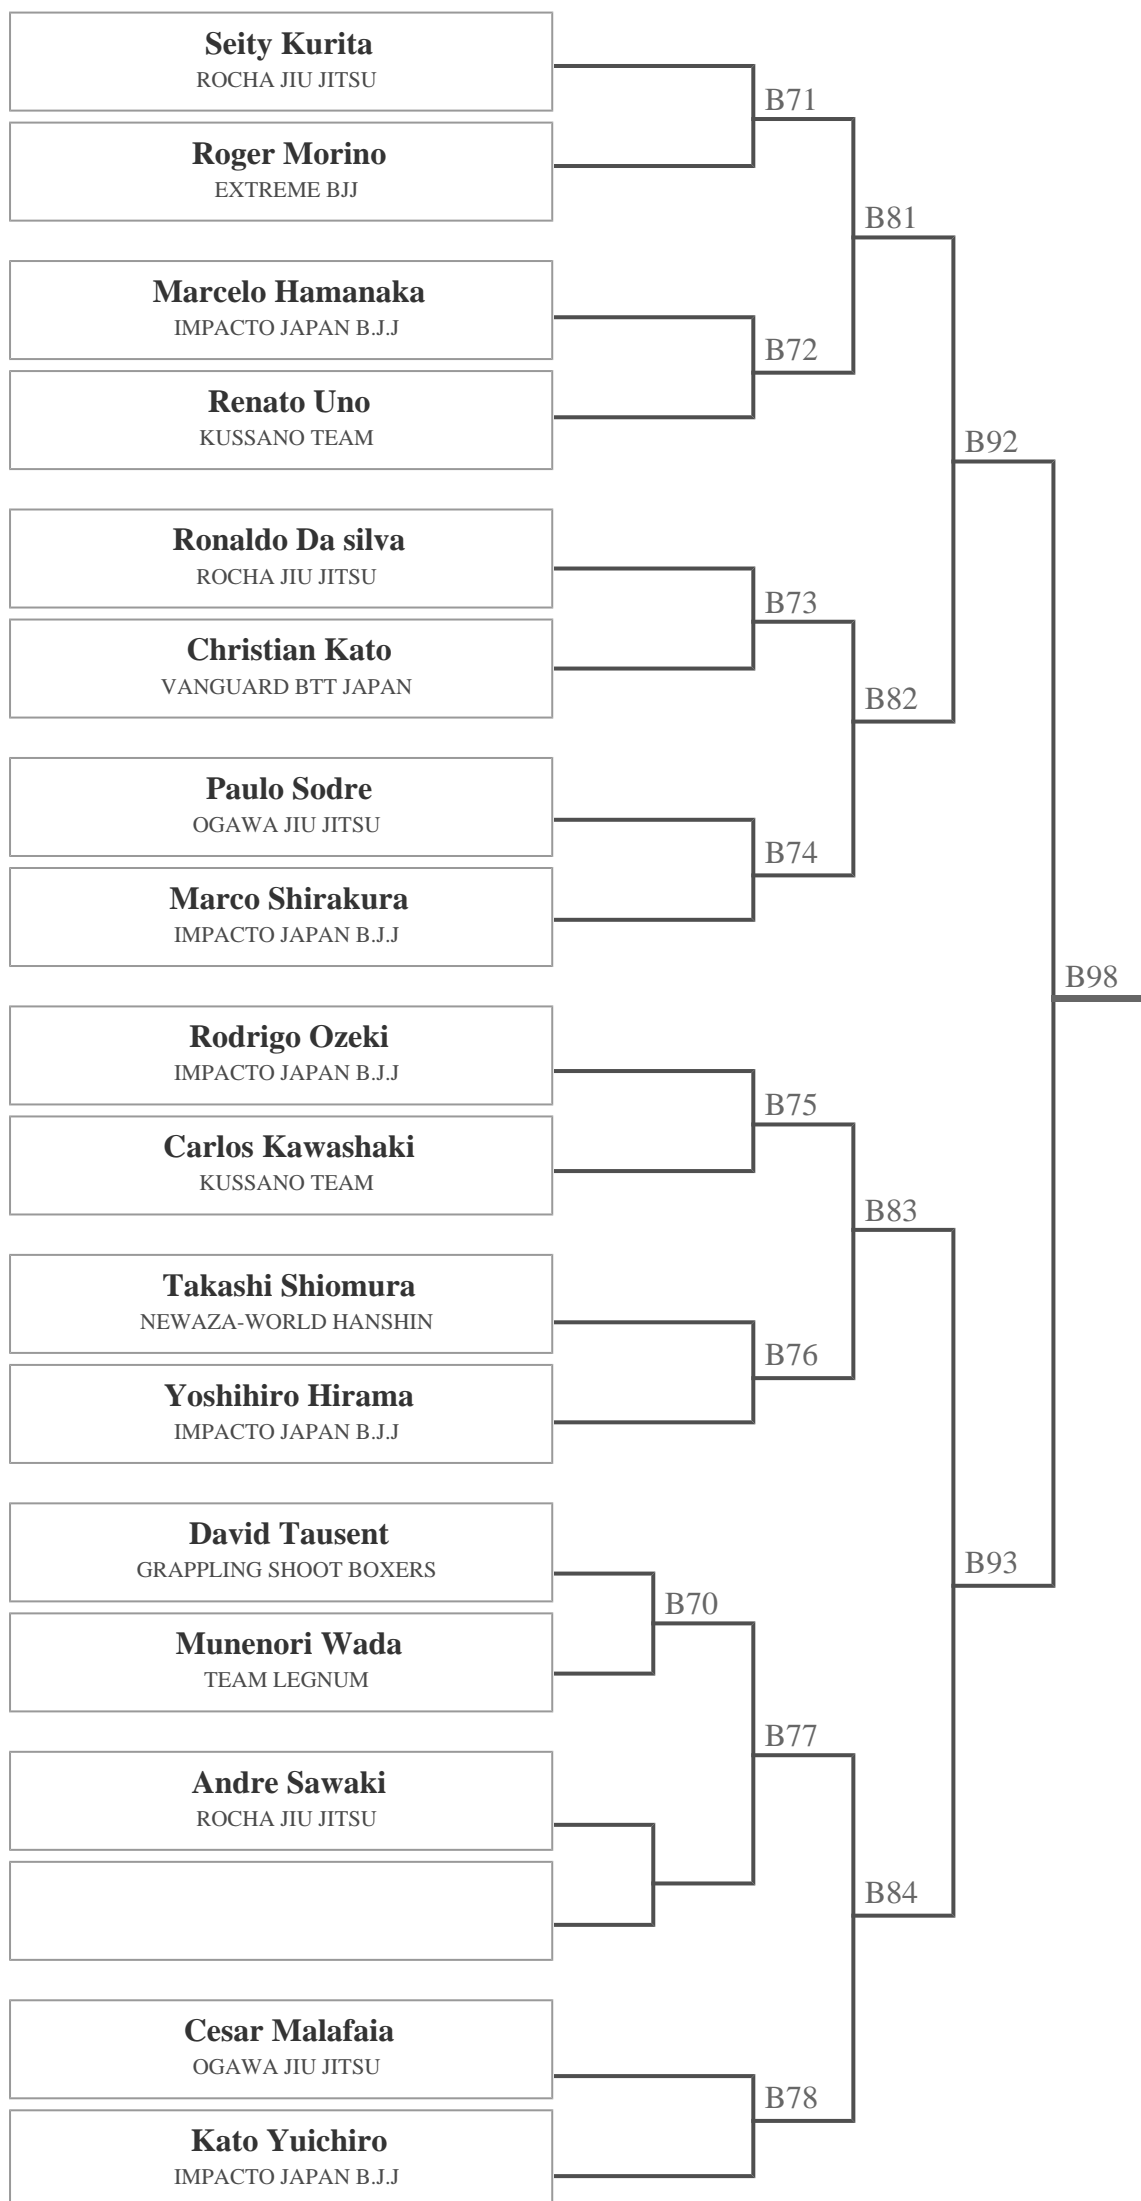 Seity Kurita
ROCHA JIU JITSU
B71
Roger Morino
EXTREME BJJ
B81
Marcelo Hamanaka
IMPACTO JAPAN B.J.J
B72
Renato Uno
KUSSANO TEAM
B92
Ronaldo Da silva
ROCHA JIU JITSU
B73
Christian Kato
VANGUARD BTT JAPAN
B82
Paulo Sodre
OGAWA JIU JITSU
B74
Marco Shirakura
IMPACTO JAPAN B.J.J
B98
Rodrigo Ozeki
IMPACTO JAPAN B.J.J
B75
Carlos Kawashaki
KUSSANO TEAM
B83
Takashi Shiomura
NEWAZA-WORLD HANSHIN
B76
Yoshihiro Hirama
IMPACTO JAPAN B.J.J
David Tausent
GRAPPLING SHOOT BOXERS
B93
B70
Munenori Wada
TEAM LEGNUM
B77
Andre Sawaki
ROCHA JIU JITSU
B84
Cesar Malafaia
OGAWA JIU JITSU
B78
Kato Yuichiro
IMPACTO JAPAN B.J.J